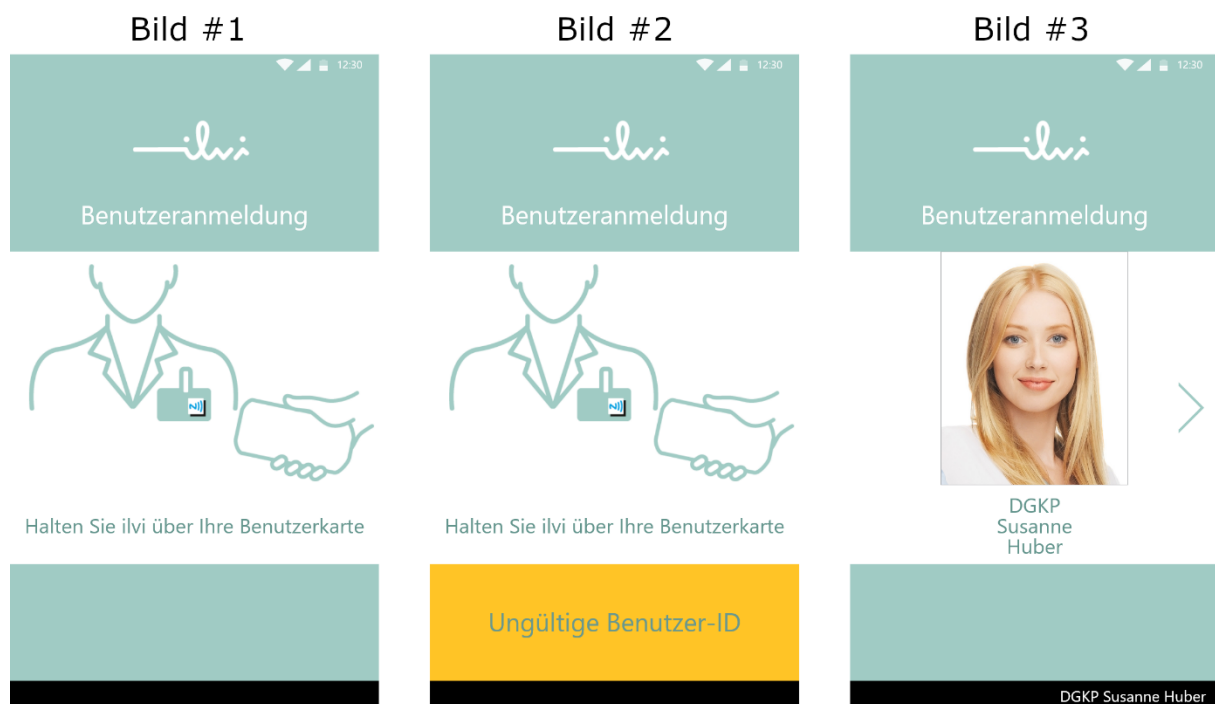 Bild #1
12:30
ilvi
Benutzeranmeldung
Halten Sie ilvi über Ihre Benutzerkarte
Bild #2
12:30
ilvi
Benutzeranmeldung
Halten Sie ilvi über Ihre Benutzerkarte
Ungültige Benutzer-ID
Bild #3
12:30
ilvi
Benutzeranmeldung
DGKP
Susanne
Huber
DGKP Susanne Huber